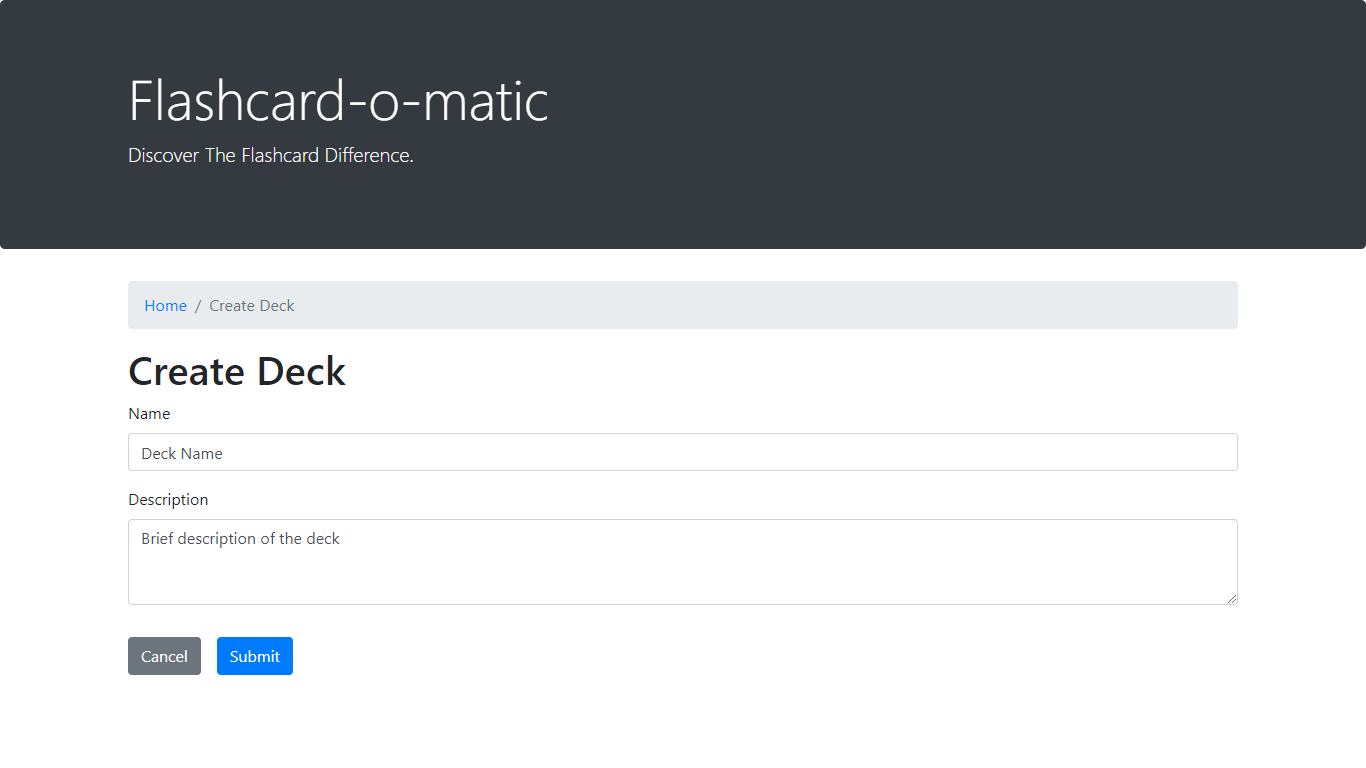 Flashcard-o-matic
Discover The Flashcard Difference.
Home / Create Deck
Create Deck
Name
Deck Name
Description
Brief description of the deck
Cancel Submit